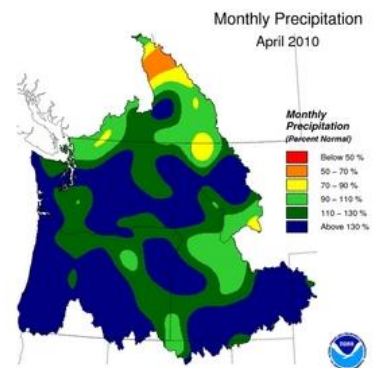 Monthly Precipitation
April 2010
Monthly
Precipitation
(Percent Normal)
Below 50 %
50 – 70 %
70 – 90 %
90 – 110 %
110 – 130 %
Above 130 %
NOAA